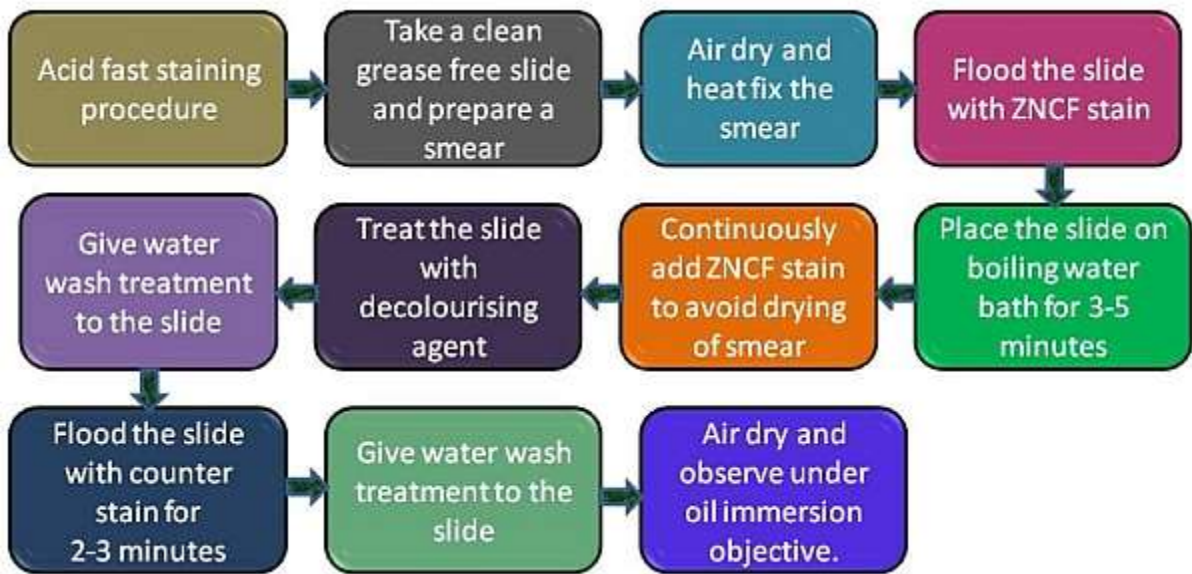 Acid fast staining
procedure
Take a clean
grease free slide
and prepare a
smear
Air dry and
heat fix the
smear
Flood the slide
with ZNCF stain
Place the slide on
boiling water
bath for 3-5
minutes
Continuously
add ZNCF stain
to avoid drying
of smear
Treat the slide
with
decolourising
agent
Give water
wash treatment
to the slide
Flood the slide
with counter
stain for
2-3 minutes
Give water wash
treatment to the
slide
Air dry and
observe under
oil immersion
objective.